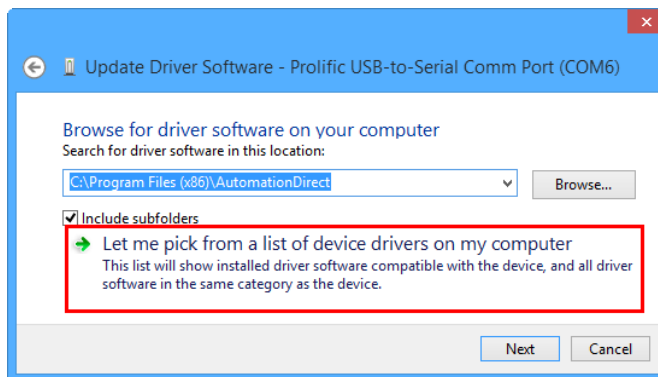 Update Driver Software - Prolific USB-to-Serial Comm Port (COM6)
Browse for driver software on your computer
Search for driver software in this location:
C:\Program Files (x86)\AutomationDirect
Browse...
Include subfolders
Let me pick from a list of device drivers on my computer
This list will show installed driver software compatible with the device, and all driver
software in the same category as the device.
Next
Cancel